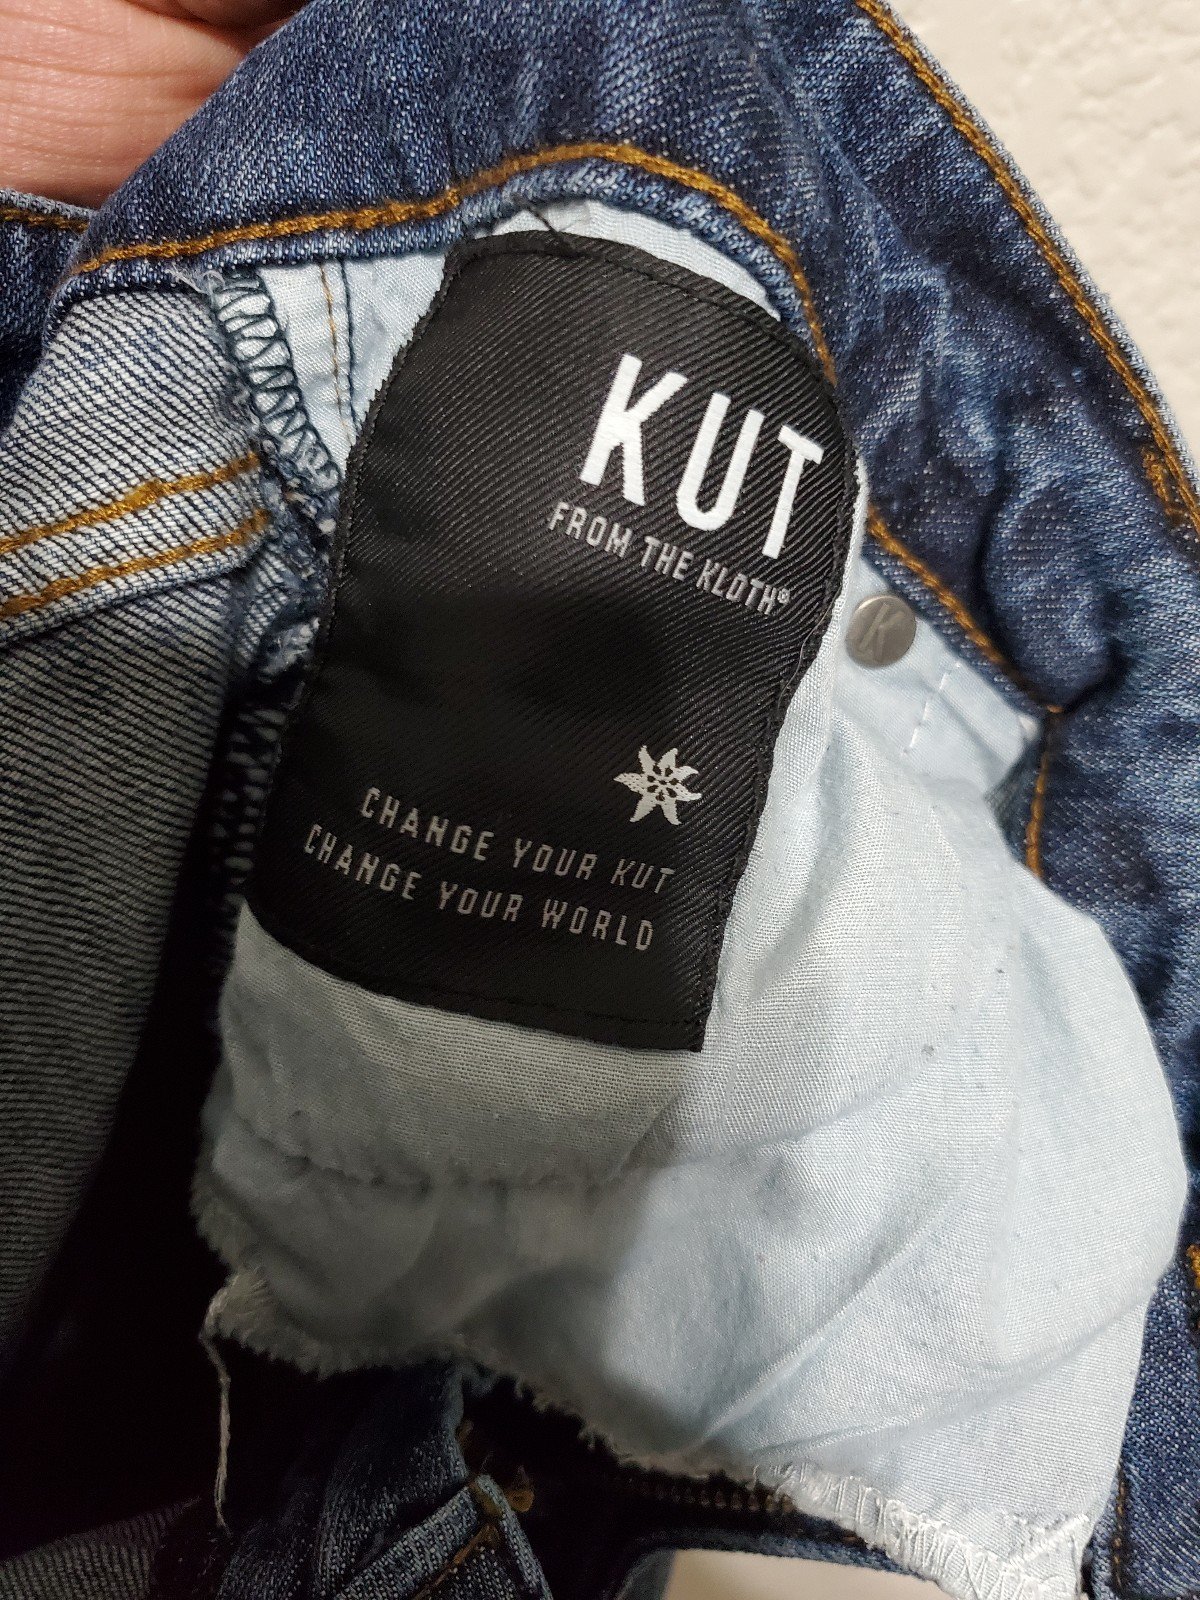 KUT
FROM THE KLOTH®
K
CHANGE YOUR KUT
CHANGE YOUR WORLD